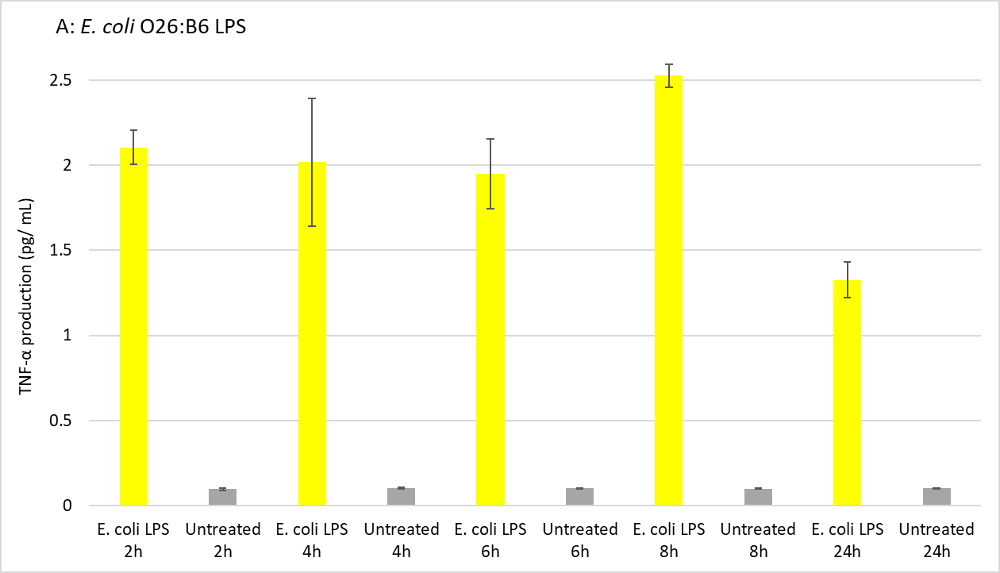 A: E. coli O26:B6 LPS
TNF-α production (pg/ mL)
2.5
2
1.5
1
0.5
0
E. coli LPS 2h
Untreated 2h
E. coli LPS 4h
Untreated 4h
E. coli LPS 6h
Untreated 6h
E. coli LPS 8h
Untreated 8h
E. coli LPS 24h
Untreated 24h